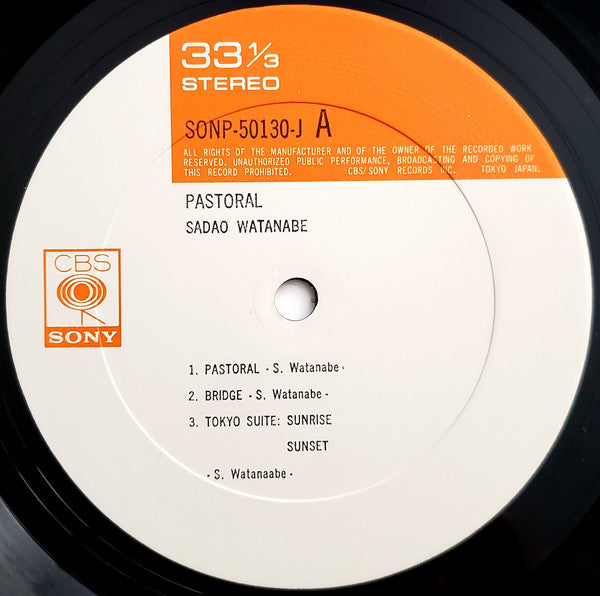 33 1/3
STEREO
SONP-50130-J A
ALL RIGHTS OF THE MANUFACTURER AND OF THE OWNER OF THE RECORDED WORK
RESERVED. UNAUTHORIZED PUBLIC PERFORMANCE, BROADCASTING AND COPYING OF
THIS RECORD PROHIBITED. CBS/SONY RECORDS INC. TOKYO JAPAN.
PASTORAL
SADAO WATANABE
CBS
SONY
1. PASTORAL - S. Watanabe -
2. BRIDGE - S. Watanabe -
3. TOKYO SUITE: SUNRISE
SUNSET
- S. Watanaabe -